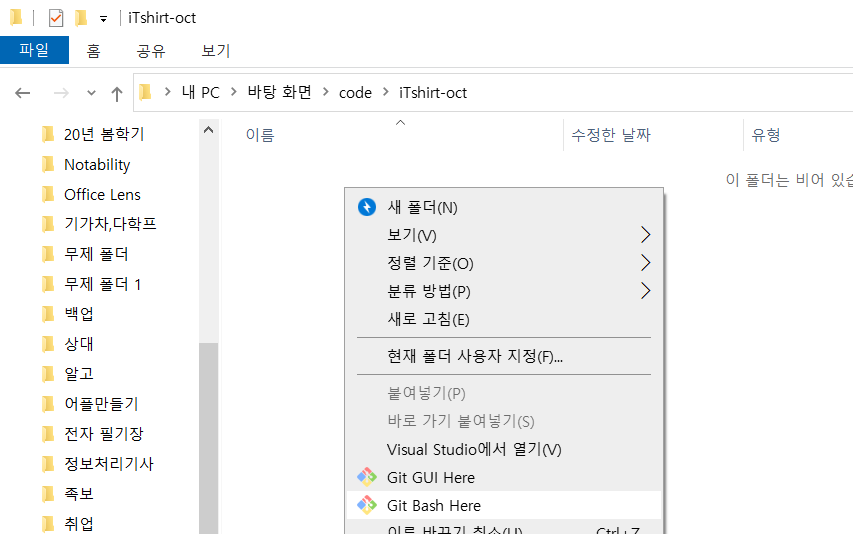 iTshirt-oct
파일 홈 공유 보기
내 PC 바탕 화면 code iTshirt-oct
이름 수정한 날짜 유형
이 폴더는 비어
20년 봄학기
Notability
Office Lens
기가차,다학프
무제 폴더
무제 폴더 1
백업
상대
알고
어플만들기
전자 필기장
정보처리기사
족보
취업
새 폴더(N)
보기(V)
정렬 기준(O)
분류 방법(P)
새로 고침(E)
현재 폴더 사용자 지정(F)...
붙여넣기(P)
바로 가기 붙여넣기(S)
Visual Studio에서 열기(V)
Git GUI Here
Git Bash Here
이름 바꾸기 취소(U) Ctrl+Z